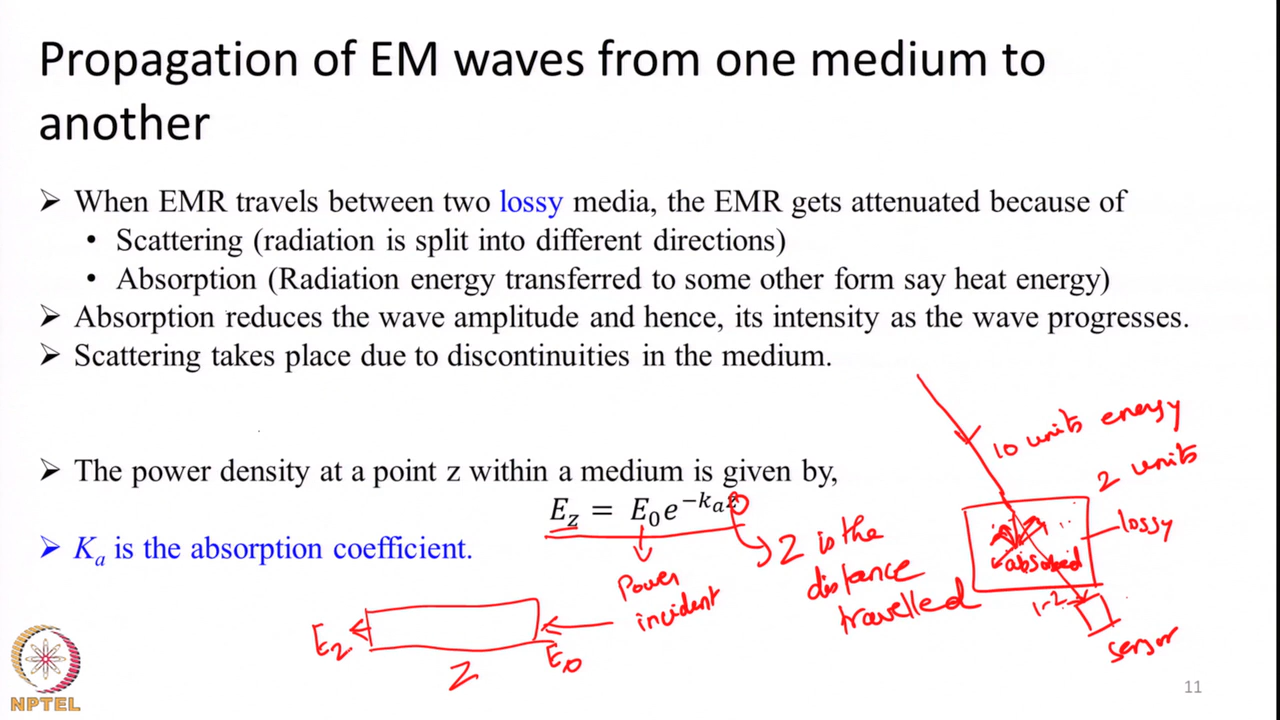 Propagation of EM waves from one medium to
another
➢ When EMR travels between two lossy media, the EMR gets attenuated because of
• Scattering (radiation is split into different directions)
• Absorption (Radiation energy transferred to some other form say heat energy)
➢ Absorption reduces the wave amplitude and hence, its intensity as the wave progresses.
➢ Scattering takes place due to discontinuities in the medium.
➢ The power density at a point z within a medium is given by,
E_z = E_0 e^{-k_a z}
➢ K_a is the absorption coefficient.
Power
incident
E_z
Z
E_0
Z is the
distance
travelled
10 units energy
2 units
lossy
absorbed
1-2
sensor
NPTEL
11